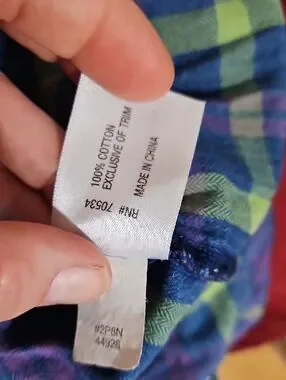 100% COTTON
EXCLUSIVE OF TRIM
MADE IN CHINA
RN# 70534
#2P8N
44928